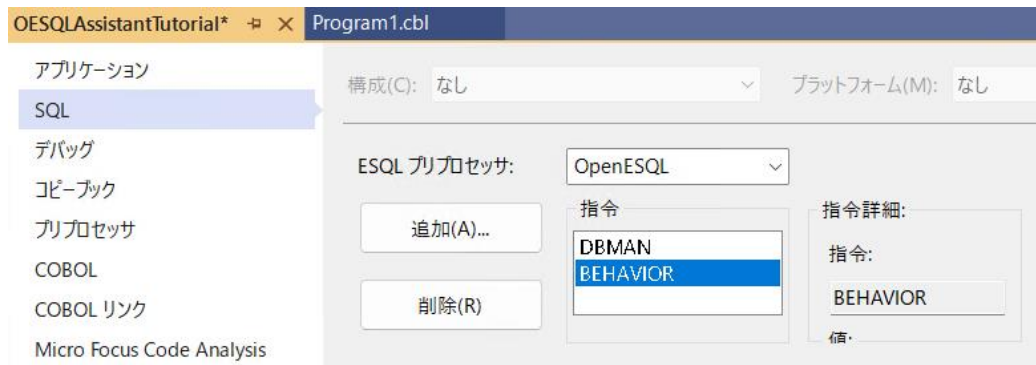 OESQLAssistantTutorial* Program1.cbl
アプリケーション
SQL
デバッグ
コピーブック
プリプロセッサ
COBOL
COBOL リンク
Micro Focus Code Analysis
構成(C): なし プラットフォーム(M): なし
ESQL プリプロセッサ: OpenESQL
追加(A)...
削除(R)
指令
DBMAN
BEHAVIOR
指令詳細:
指令:
BEHAVIOR
値: